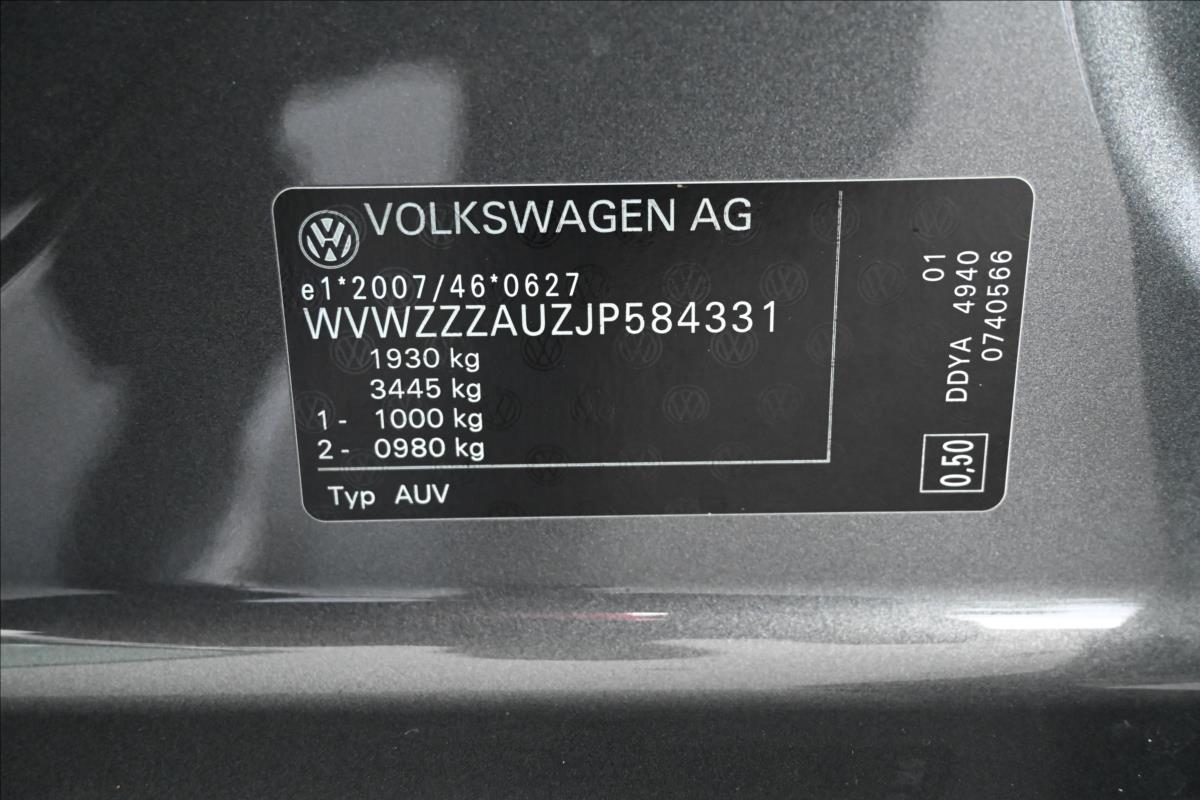 VOLKSWAGEN AG
e1*2007/46*0627
WVWZZZAUZJP584331
1930 kg
3445 kg
1 - 1000 kg
2 - 0980 kg
Typ AUV
01
DDYA 4940
0740566
0,50